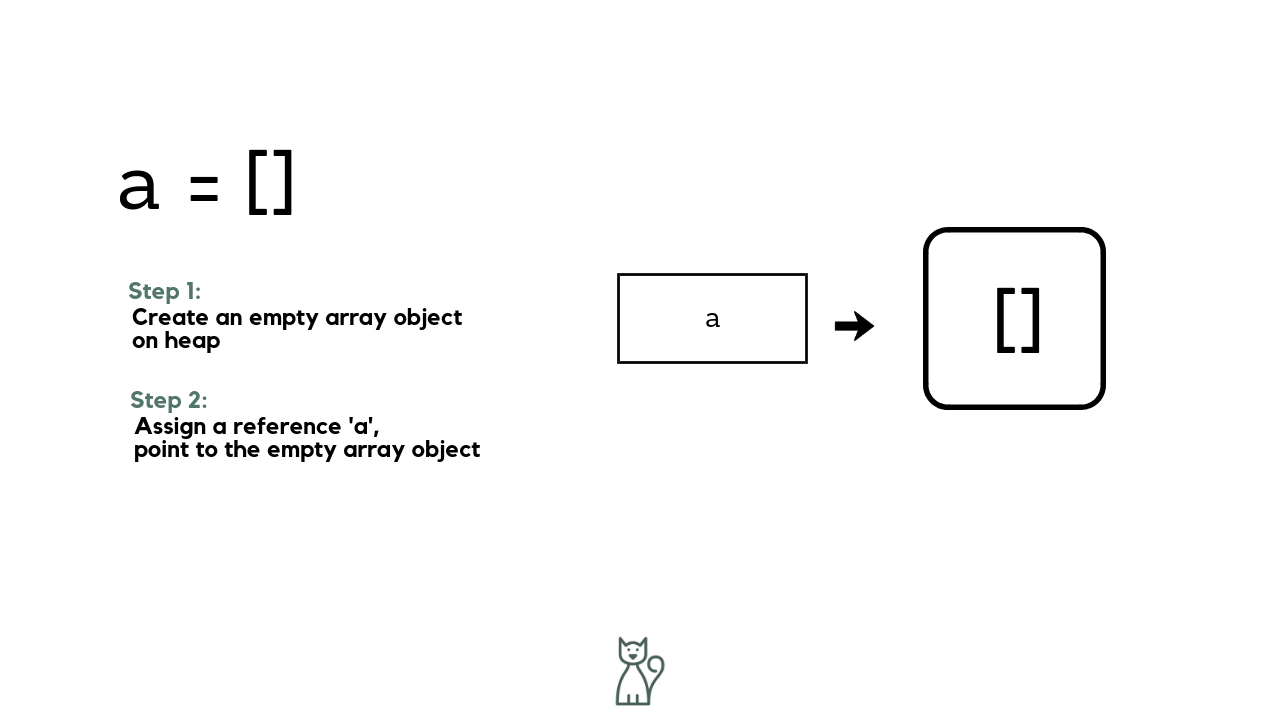 a = []
Step 1:
Create an empty array object
on heap
Step 2:
Assign a reference 'a',
point to the empty array object
a
[]